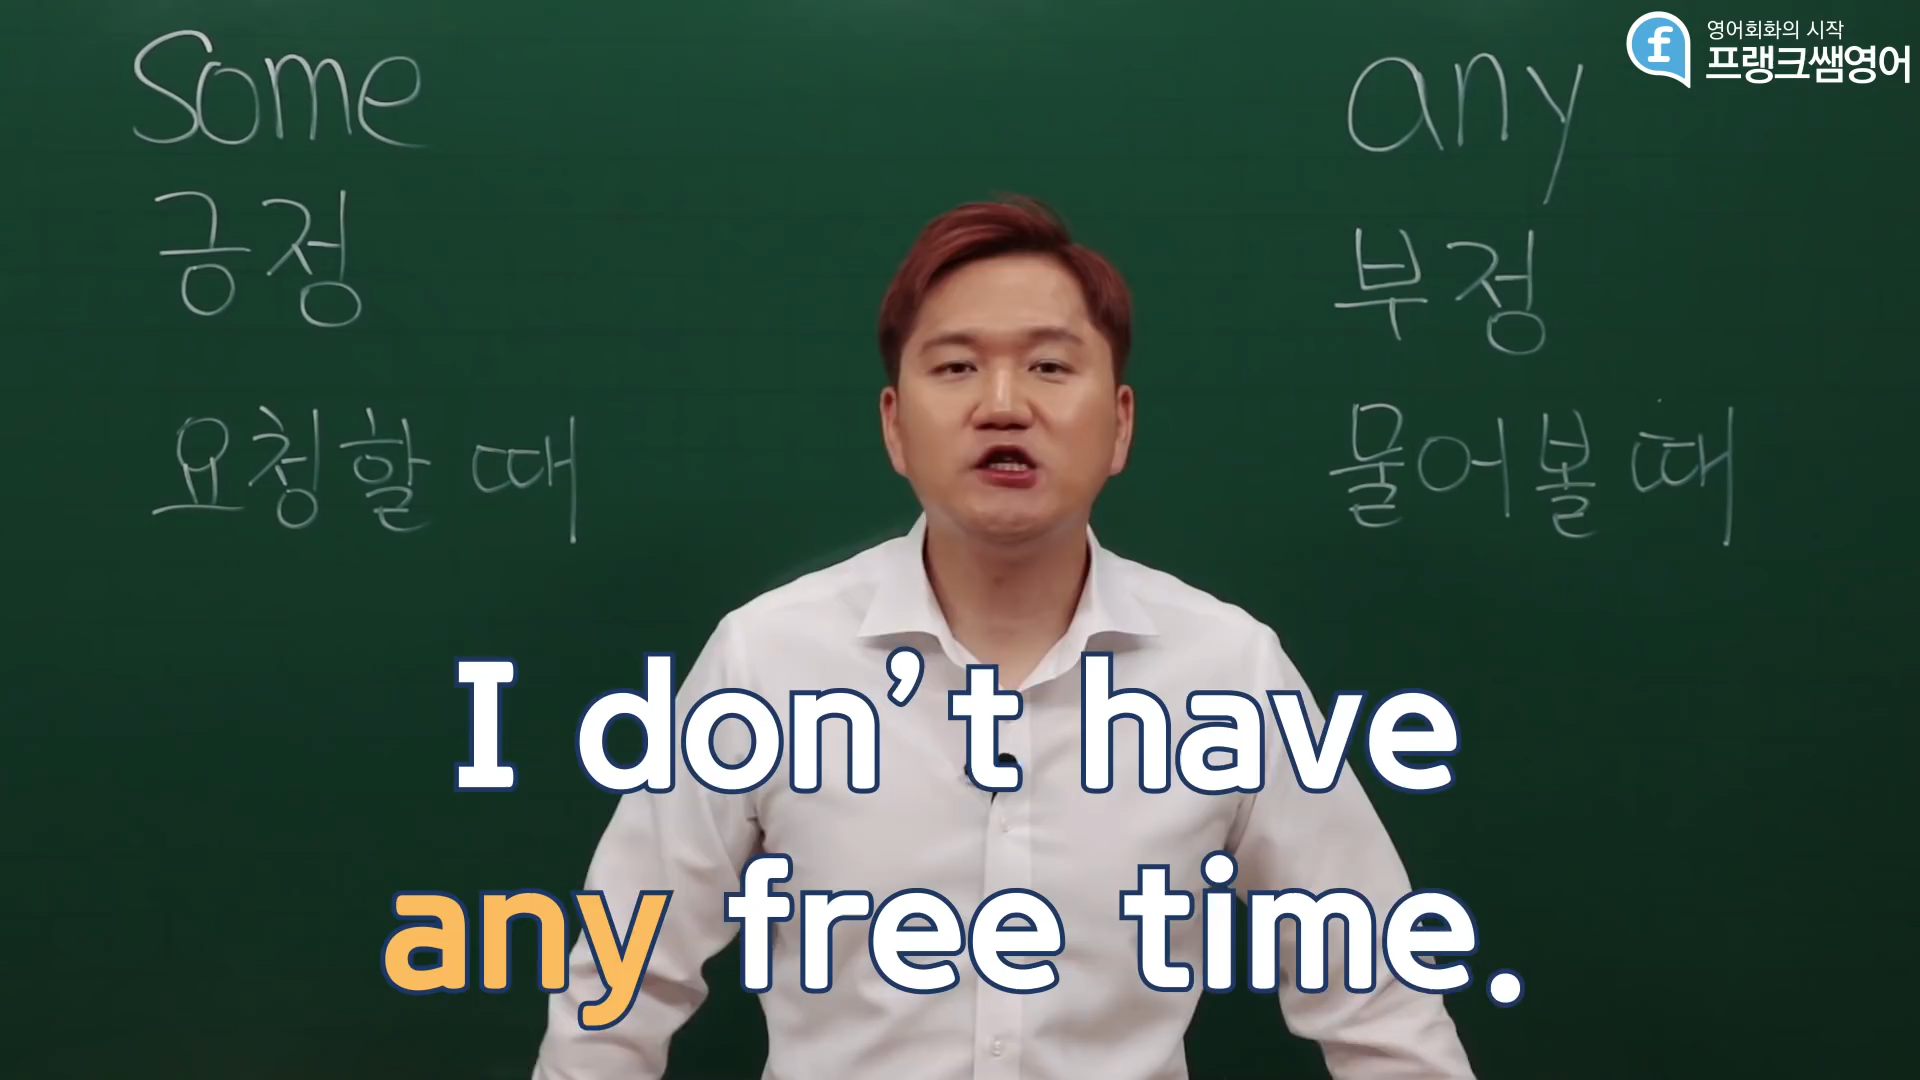 some
긍정
요청할 때
any
부정
물어볼 때
f
영어회화의 시작
프랭크쌤영어
I don't have
any free time.